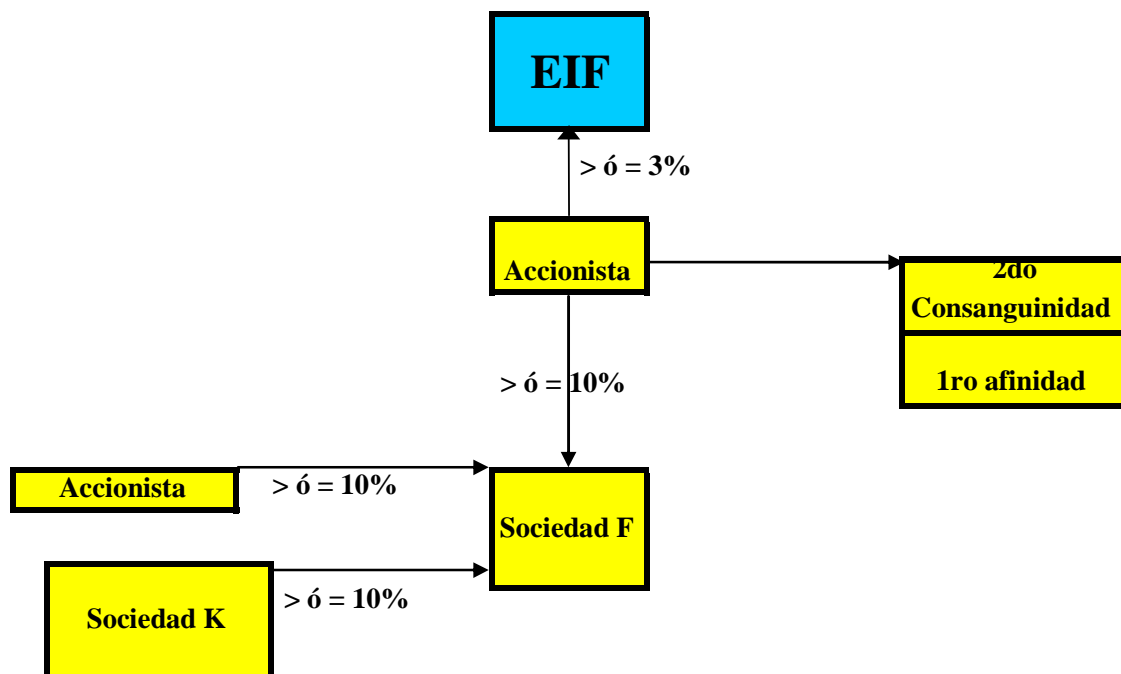 EIF
> ó = 3%
Accionista
2do
Consanguinidad
1ro afinidad
> ó = 10%
Accionista
> ó = 10%
Sociedad F
Sociedad K
> ó = 10%